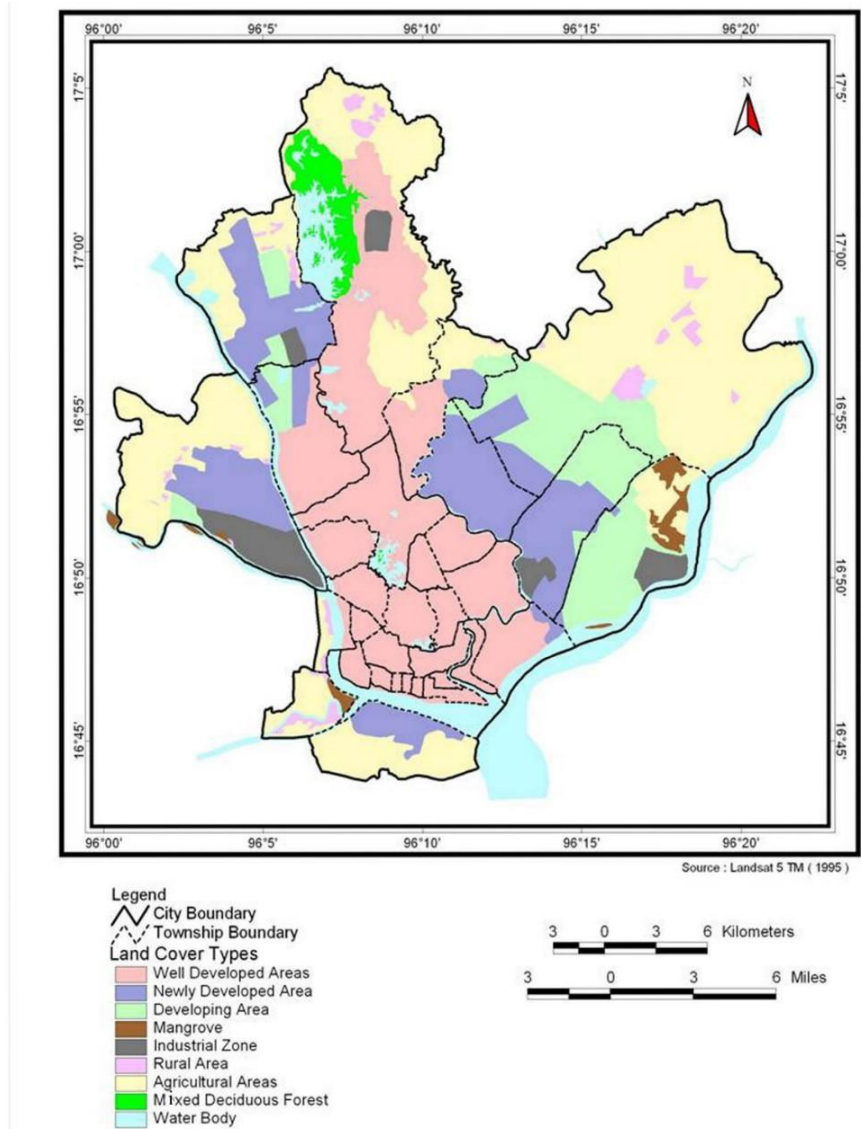 96°00' 96°5' 96°10' 96°15' 96°20'
17°5' 17°5'
N
17°00' 17°00'
16°55' 16°55'
16°50' 16°50'
16°45' 16°45'
96°00' 96°5' 96°10' 96°15' 96°20'
Source : Landsat 5 TM ( 1995 )
Legend
City Boundary
Township Boundary
Land Cover Types
Well Developed Areas
Newly Developed Area
Developing Area
Mangrove
Industrial Zone
Rural Area
Agricultural Areas
Mixed Deciduous Forest
Water Body
3 0 3 6 Kilometers
3 0 3 6 Miles